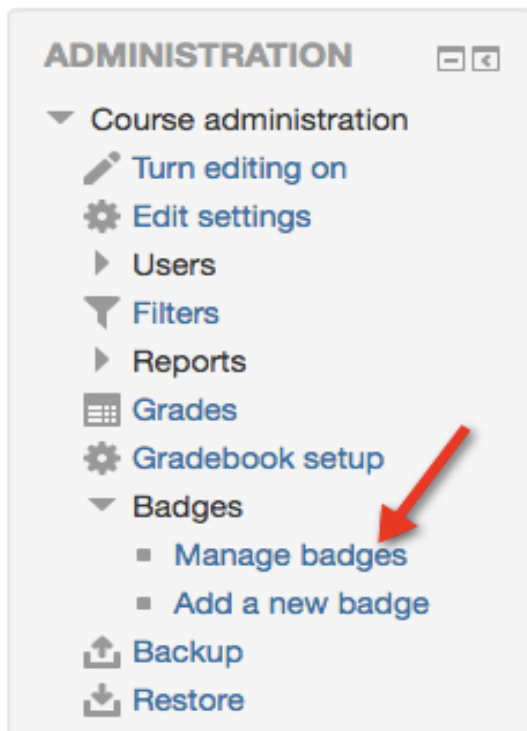 ADMINISTRATION
Course administration
Turn editing on
Edit settings
Users
Filters
Reports
Grades
Gradebook setup
Badges
Manage badges
Add a new badge
Backup
Restore